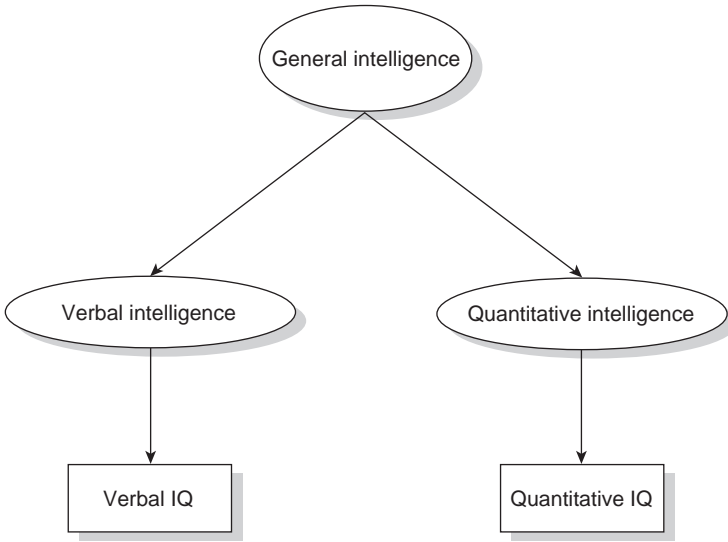 General intelligence
Verbal intelligence
Quantitative intelligence
Verbal IQ
Quantitative IQ